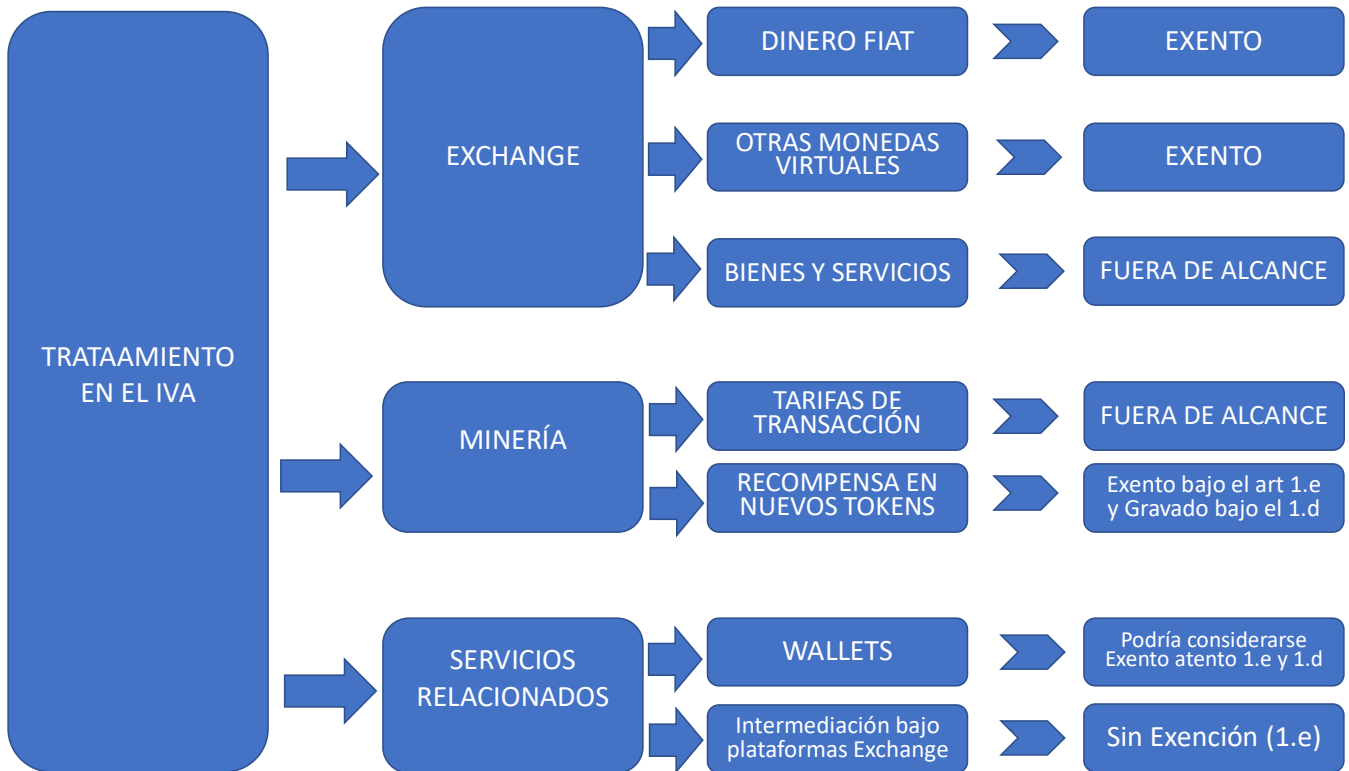 TRATAAMIENTO
EN EL IVA
EXCHANGE
DINERO FIAT
EXENTO
OTRAS MONEDAS
VIRTUALES
EXENTO
BIENES Y SERVICIOS
FUERA DE ALCANCE
MINERÍA
TARIFAS DE
TRANSACCIÓN
FUERA DE ALCANCE
RECOMPENSA EN
NUEVOS TOKENS
Exento bajo el art 1.e
y Gravado bajo el 1.d
SERVICIOS
RELACIONADOS
WALLETS
Podría considerarse
Exento atento 1.e y 1.d
Intermediación bajo
plataformas Exchange
Sin Exención (1.e)